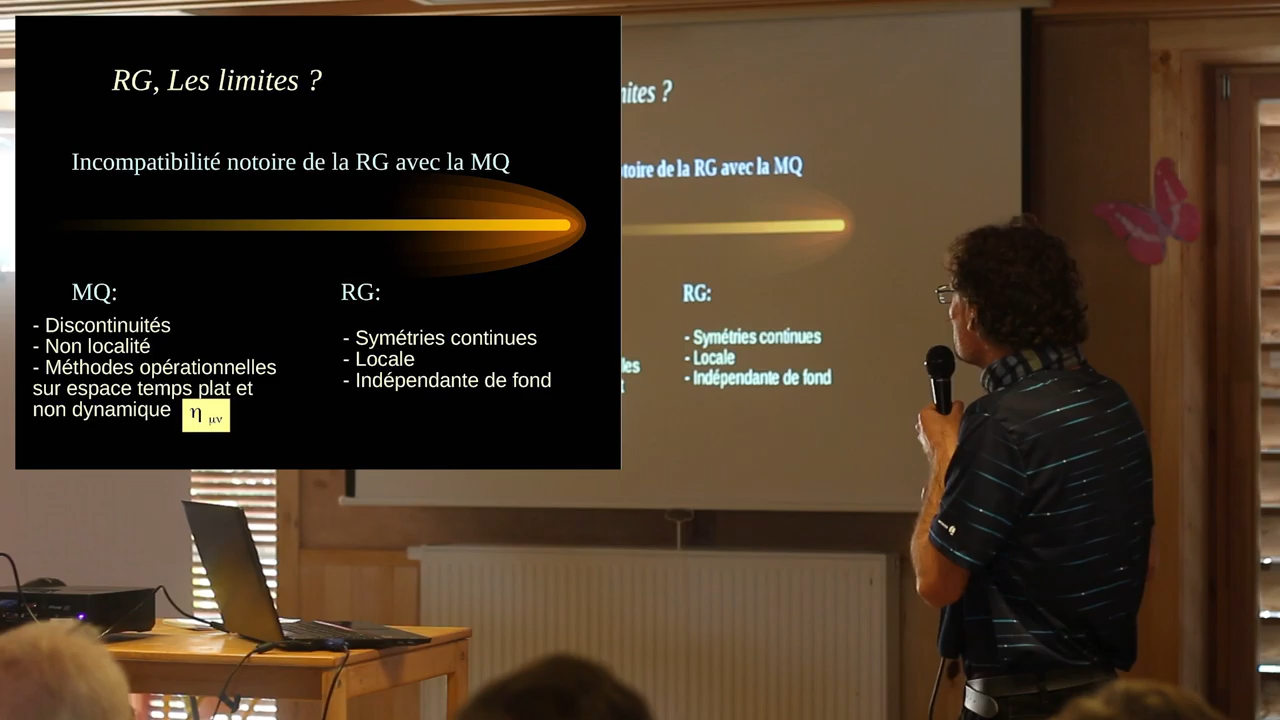 RG, Les limites ?
Incompatibilité notoire de la RG avec la MQ
MQ:
- Discontinuités
- Non localité
- Méthodes opérationnelles
sur espace temps plat et
non dynamique η μν
RG:
- Symétries continues
- Locale
- Indépendante de fond
nites ?
toire de la RG avec la MQ
les
t
RG:
- Symétries continues
- Locale
- Indépendante de fond